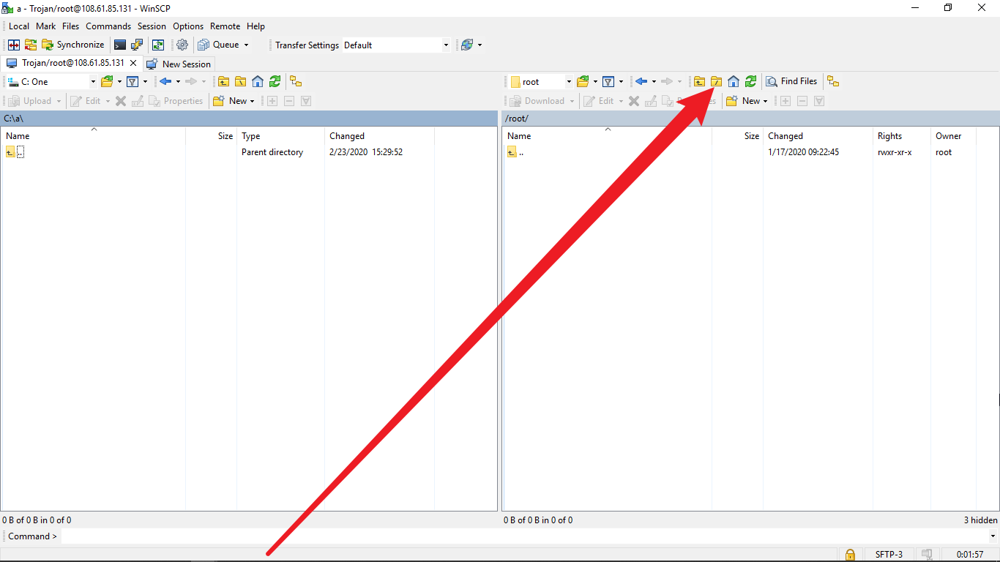 a - Trojan/root@108.61.85.131 - WinSCP
Local Mark Files Commands Session Options Remote Help
Synchronize Queue Transfer Settings Default
Trojan/root@108.61.85.131 New Session
C: One root Find Files
Upload Edit Properties New Download Edit New
C:\a\ /root/
Name Size Type Changed Name Size Changed Rights Owner
.. Parent directory 2/23/2020 15:29:52 .. 1/17/2020 09:22:45 rwxr-xr-x root
0 B of 0 B in 0 of 0 0 B of 0 B in 0 of 0 3 hidden
Command >
SFTP-3 0:01:57